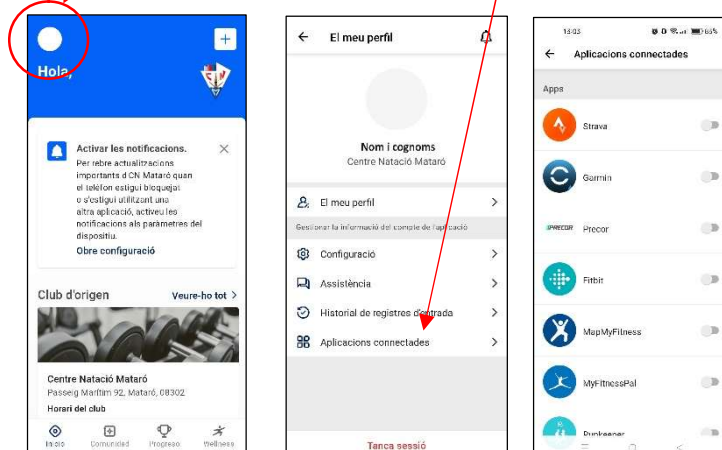 Hola,
Activar les notificacions.
Per rebre actualitzacions
importants d CN Mataró quan
el telèfon estigui bloquejat
o s'estigui utilitzant una
altra aplicació, activeu les
notificacions als paràmetres del
dispositiu.
Obre configuració
Club d'origen
Veure-ho tot >
Centre Natació Mataró
Passeig Marítim 92, Mataró, 08302
Horari del club
Inicio
Comunidad
Progreso
Wellness
El meu perfil
Nom i cognoms
Centre Natació Mataró
El meu perfil
Gestionar la informació del compte de l'aplicació
Configuració
Assistència
Historial de registres d'entrada
Aplicacions connectades
Tanca sessió
13:03
65%
Aplicacions connectades
Apps
Strava
Garmin
PRECOR
Precor
Fitbit
MapMyFitness
MyFitnessPal
Runkeeper